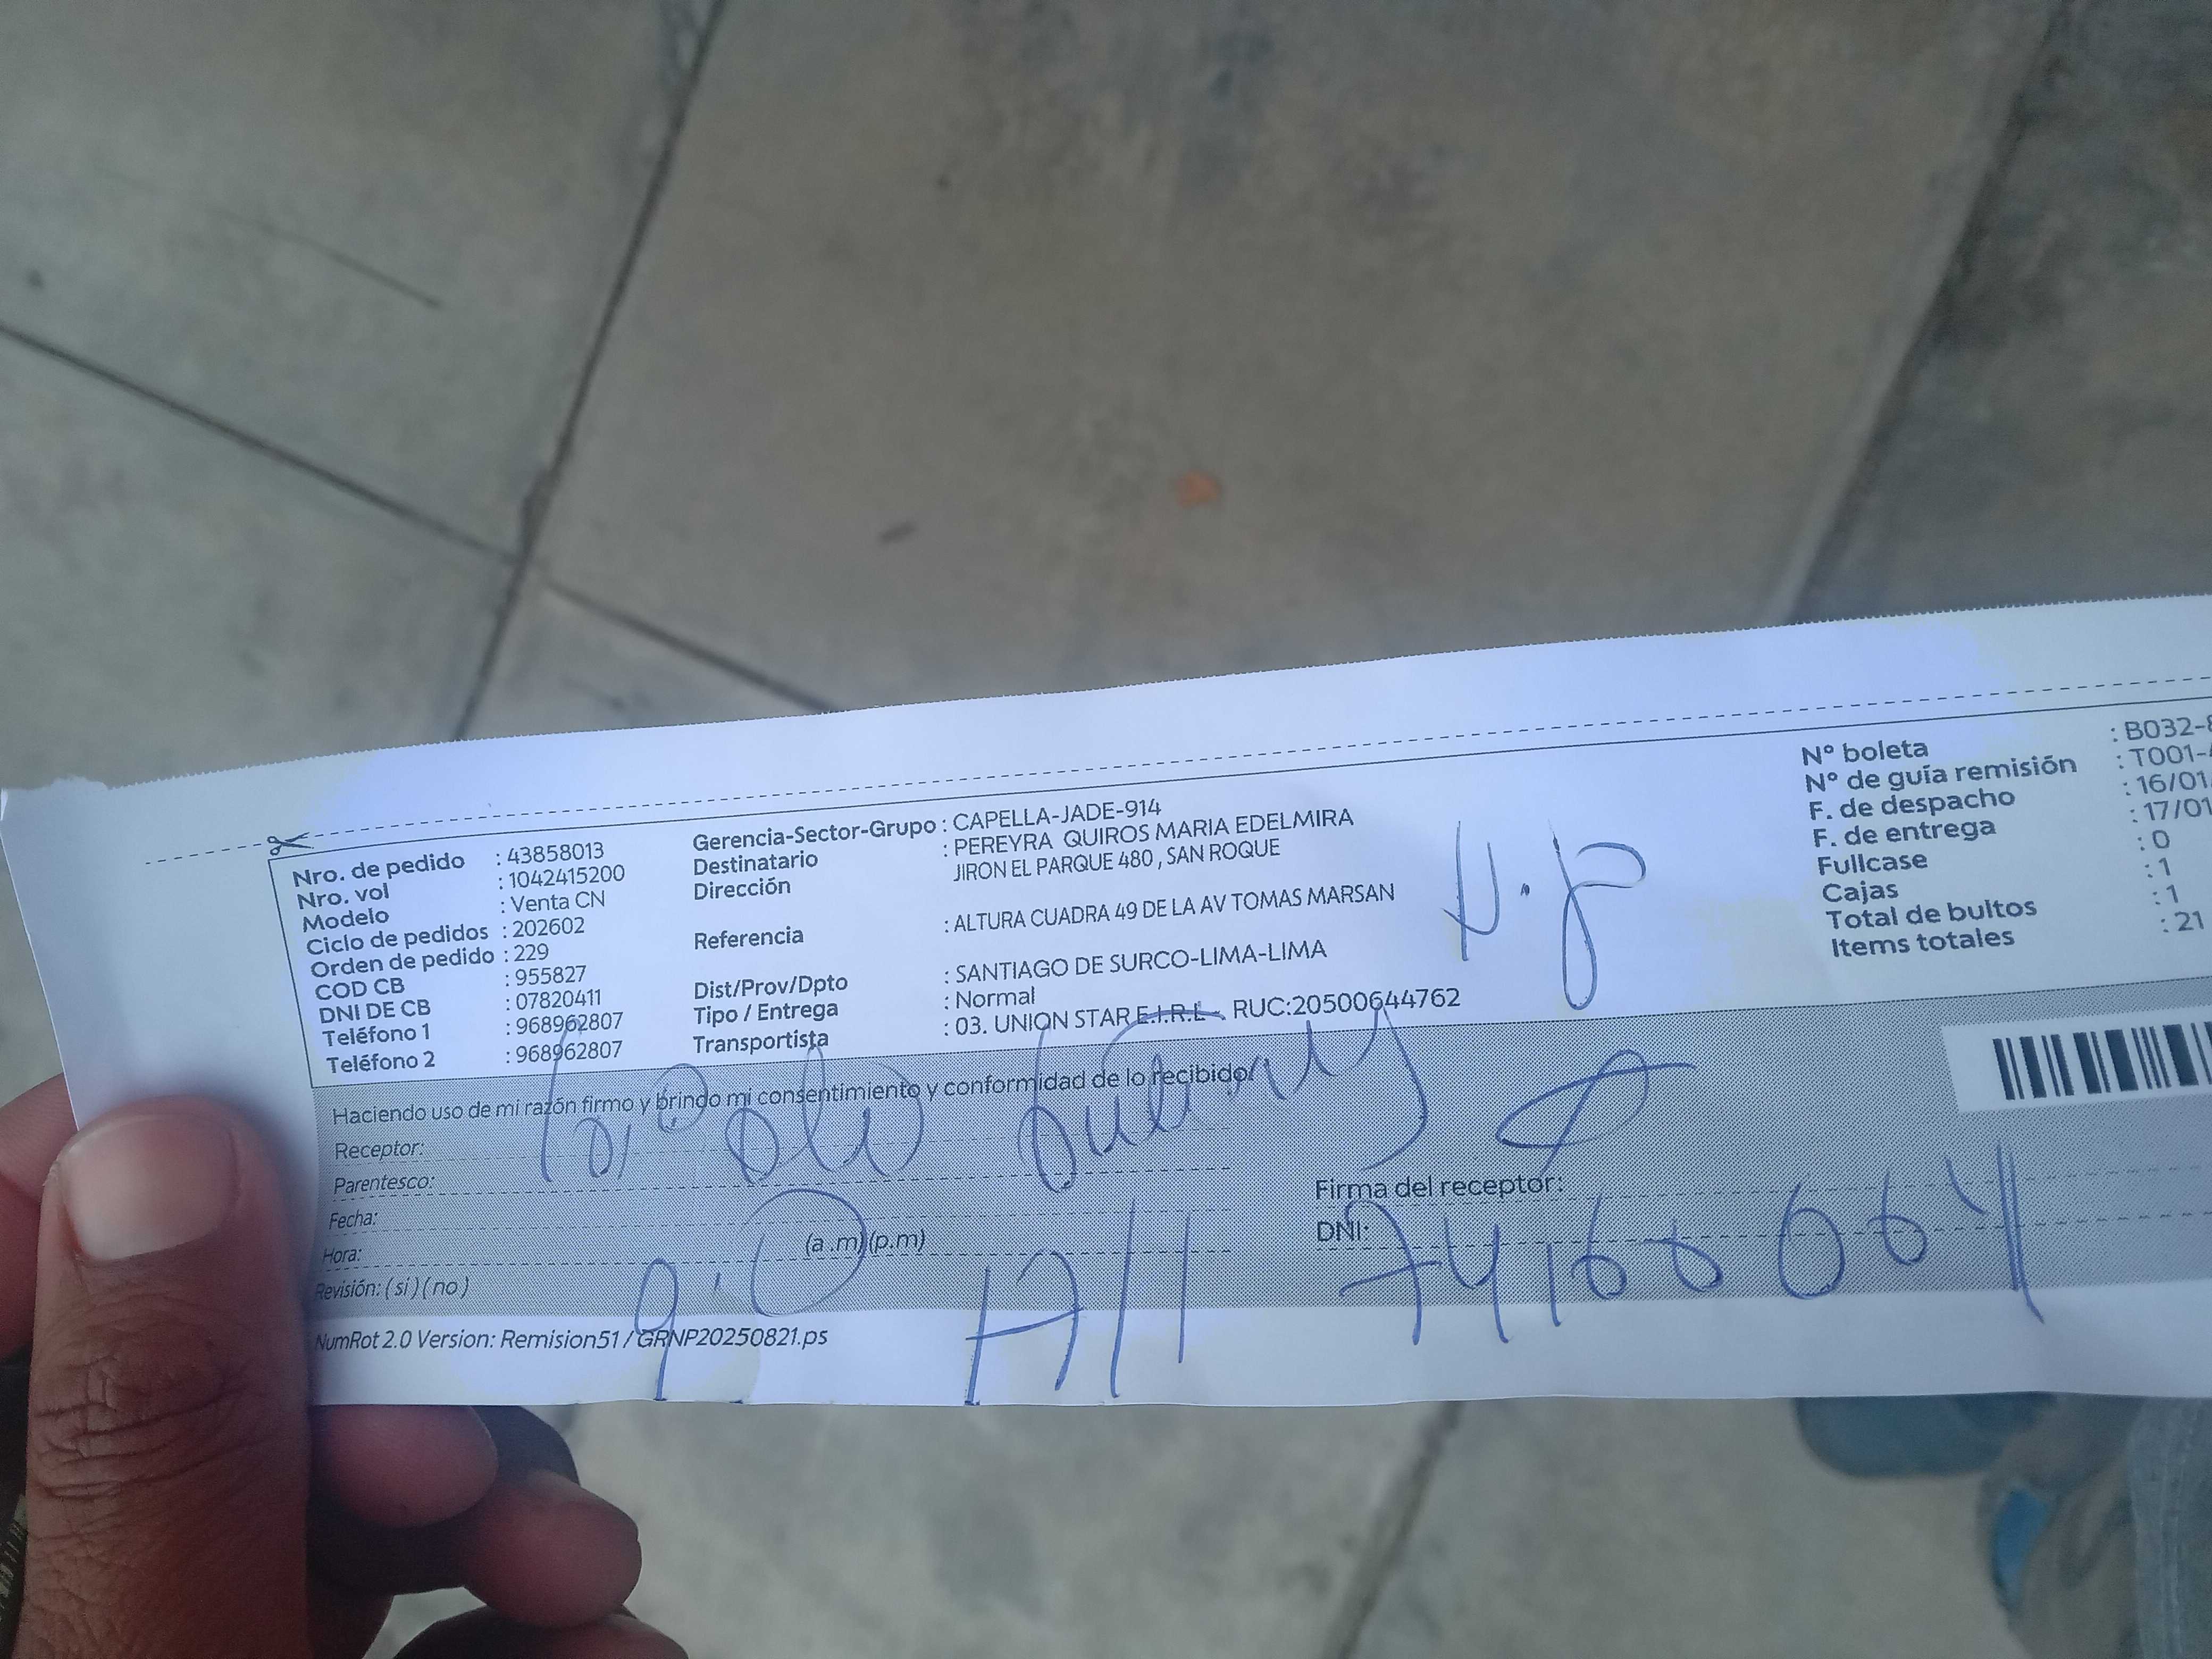 Nro. de pedido : 43858013
Nro. vol : 1042415200
Modelo : Venta CN
Ciclo de pedidos : 202602
Orden de pedido : 229
COD CB : 955827
DNI DE CB : 07820411
Teléfono 1 : 968962807
Teléfono 2 : 968962807
Gerencia-Sector-Grupo : CAPELLA-JADE-914
Destinatario : PEREYRA QUIROS MARIA EDELMIRA
Dirección JIRON EL PARQUE 480 , SAN ROQUE
Referencia : ALTURA CUADRA 49 DE LA AV TOMAS MARSAN
Dist/Prov/Dpto : SANTIAGO DE SURCO-LIMA-LIMA
Tipo / Entrega : Normal
Transportista : 03. UNION STAR E.I.R.L - RUC:20500644762
N° boleta : B032-
N° de guía remisión : T001-
F. de despacho : 16/01
F. de entrega : 17/01
Fullcase : 0
Cajas : 1
Total de bultos : 1
Items totales : 21
Haciendo uso de mi razón firmo y brindo mi consentimiento y conformidad de lo recibido.
Receptor:
Parentesco:
Fecha:
Hora: (a.m)(p.m)
Revisión: (si) (no)
Firma del receptor:
DNI:
NumRot 2.0 Version: Remision51 / GRNP20250821.ps